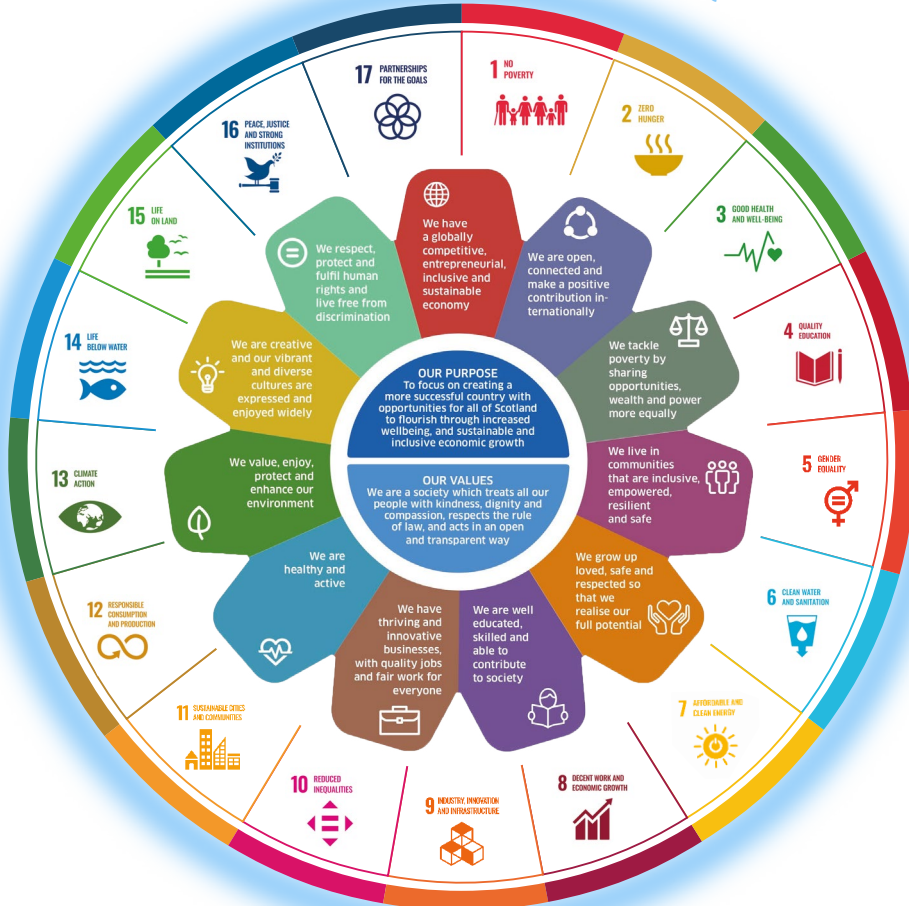 1 NO
POVERTY
2 ZERO
HUNGER
3 GOOD HEALTH
AND WELL-BEING
4 QUALITY
EDUCATION
5 GENDER
EQUALITY
6 CLEAN WATER
AND SANITATION
7 AFFORDABLE AND
CLEAN ENERGY
8 DECENT WORK AND
ECONOMIC GROWTH
9 INDUSTRY, INNOVATION
AND INFRASTRUCTURE
10 REDUCED
INEQUALITIES
11 SUSTAINABLE CITIES
AND COMMUNITIES
12 RESPONSIBLE
CONSUMPTION
AND PRODUCTION
13 CLIMATE
ACTION
14 LIFE
BELOW WATER
15 LIFE
ON LAND
16 PEACE, JUSTICE
AND STRONG
INSTITUTIONS
17 PARTNERSHIPS
FOR THE GOALS
We have
a globally
competitive,
entrepreneurial,
inclusive and
sustainable
economy
We are open,
connected and
make a positive
contribution in-
ternationally
We tackle
poverty by
sharing
opportunities,
wealth and power
more equally
We live in
communities
that are inclusive,
empowered,
resilient
and safe
We grow up
loved, safe and
respected so
that we
realise our
full potential
We are well
educated,
skilled and
able to
contribute
to society
We have
thriving and
innovative
businesses,
with quality jobs
and fair work for
everyone
We are
healthy and
active
We value, enjoy,
protect and
enhance our
environment
We are creative
and our vibrant
and diverse
cultures are
expressed and
enjoyed widely
We respect,
protect and
fulfil human
rights and
live free from
discrimination
OUR PURPOSE
To focus on creating a
more successful country with
opportunities for all of Scotland
to flourish through increased
wellbeing, and sustainable and
inclusive economic growth
OUR VALUES
We are a society which treats all our
people with kindness, dignity and
compassion, respects the rule
of law, and acts in an open
and transparent way